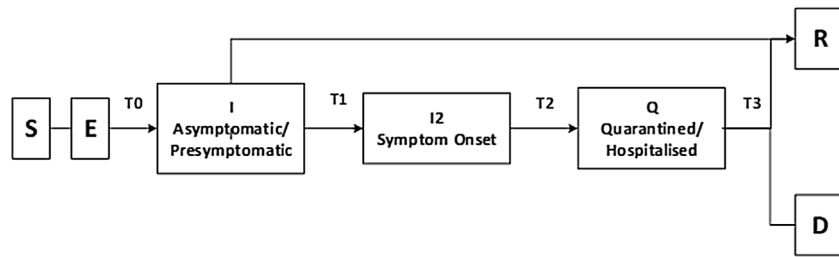 R
S
E
T0
I
Asymptomatic/
Presymptomatic
T1
I2
Symptom Onset
T2
Q
Quarantined/
Hospitalised
T3
D